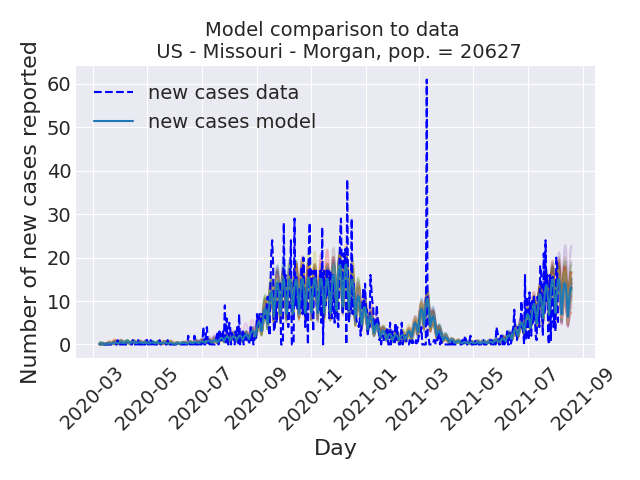 Model comparison to data
US - Missouri - Morgan, pop. = 20627
Number of new cases reported
60
50
40
30
20
10
0
new cases data
new cases model
2020-03
2020-05
2020-07
2020-09
2020-11
2021-01
2021-03
2021-05
2021-07
2021-09
Day